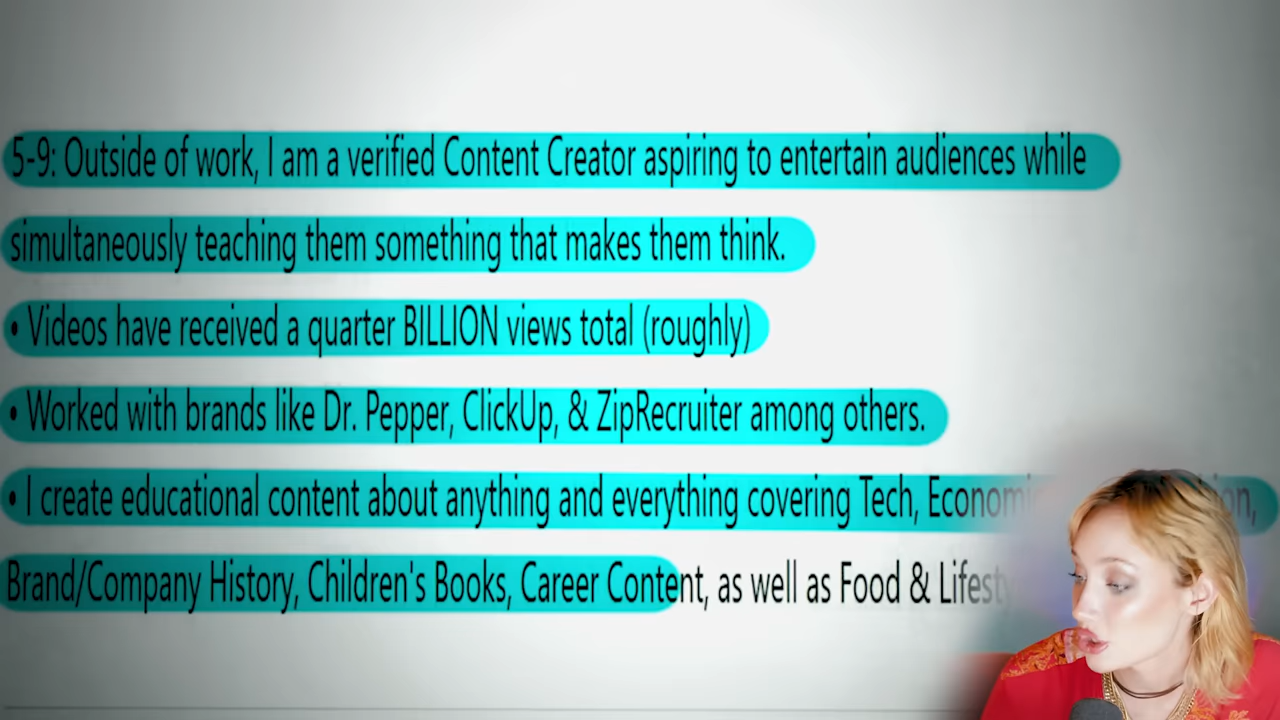 5-9: Outside of work, I am a verified Content Creator aspiring to entertain audiences while
simultaneously teaching them something that makes them think.
• Videos have received a quarter BILLION views total (roughly)
• Worked with brands like Dr. Pepper, ClickUp, & ZipRecruiter among others.
• I create educational content about anything and everything covering Tech,
Brand/Company History, Children's Books, Career Content, as well as Food &